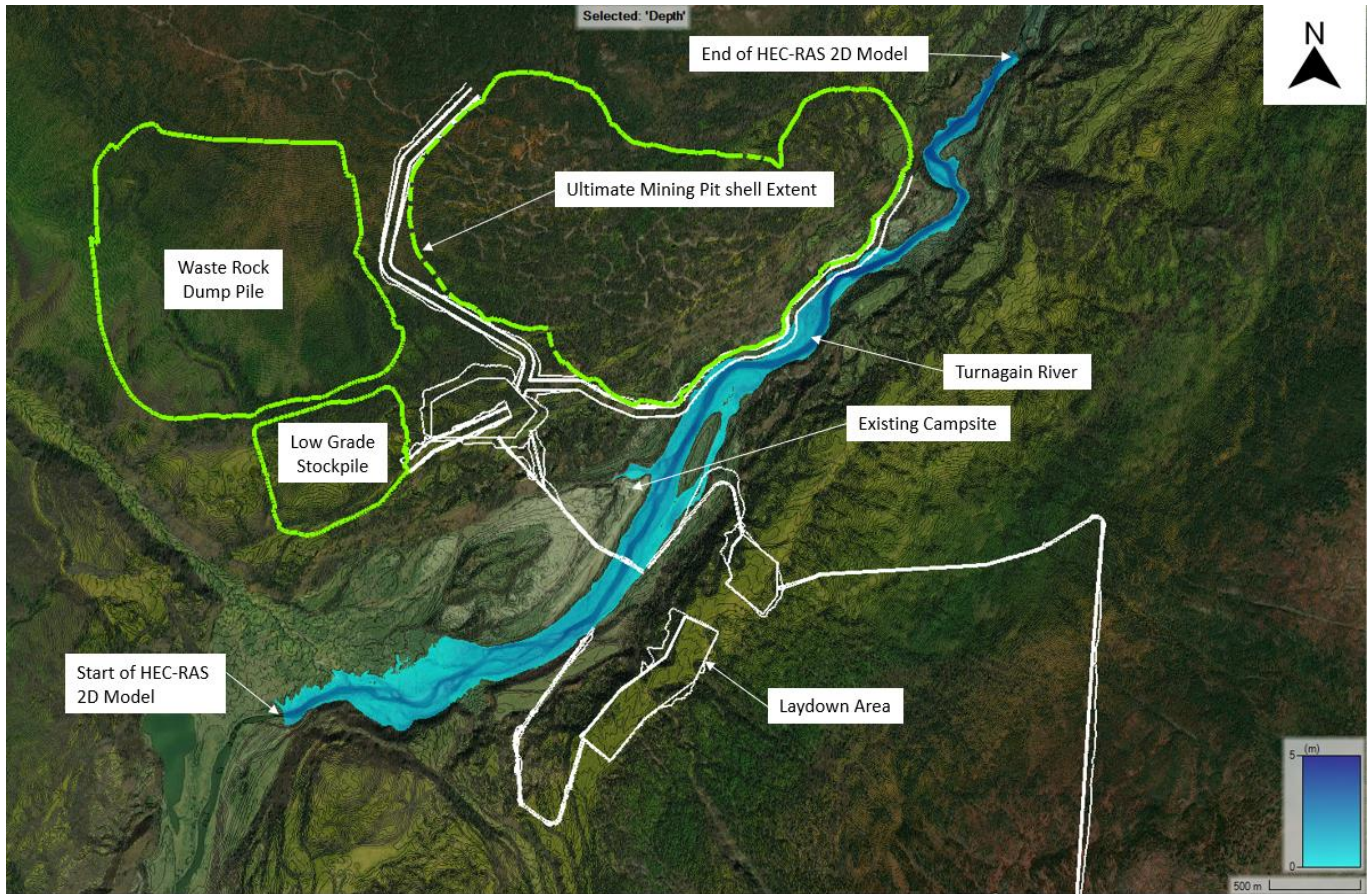 Selected: 'Depth'
N
End of HEC-RAS 2D Model
Ultimate Mining Pit shell Extent
Waste Rock
Dump Pile
Turnagain River
Existing Campsite
Low Grade
Stockpile
Start of HEC-RAS
2D Model
Laydown Area
5
(m)
0
500 m